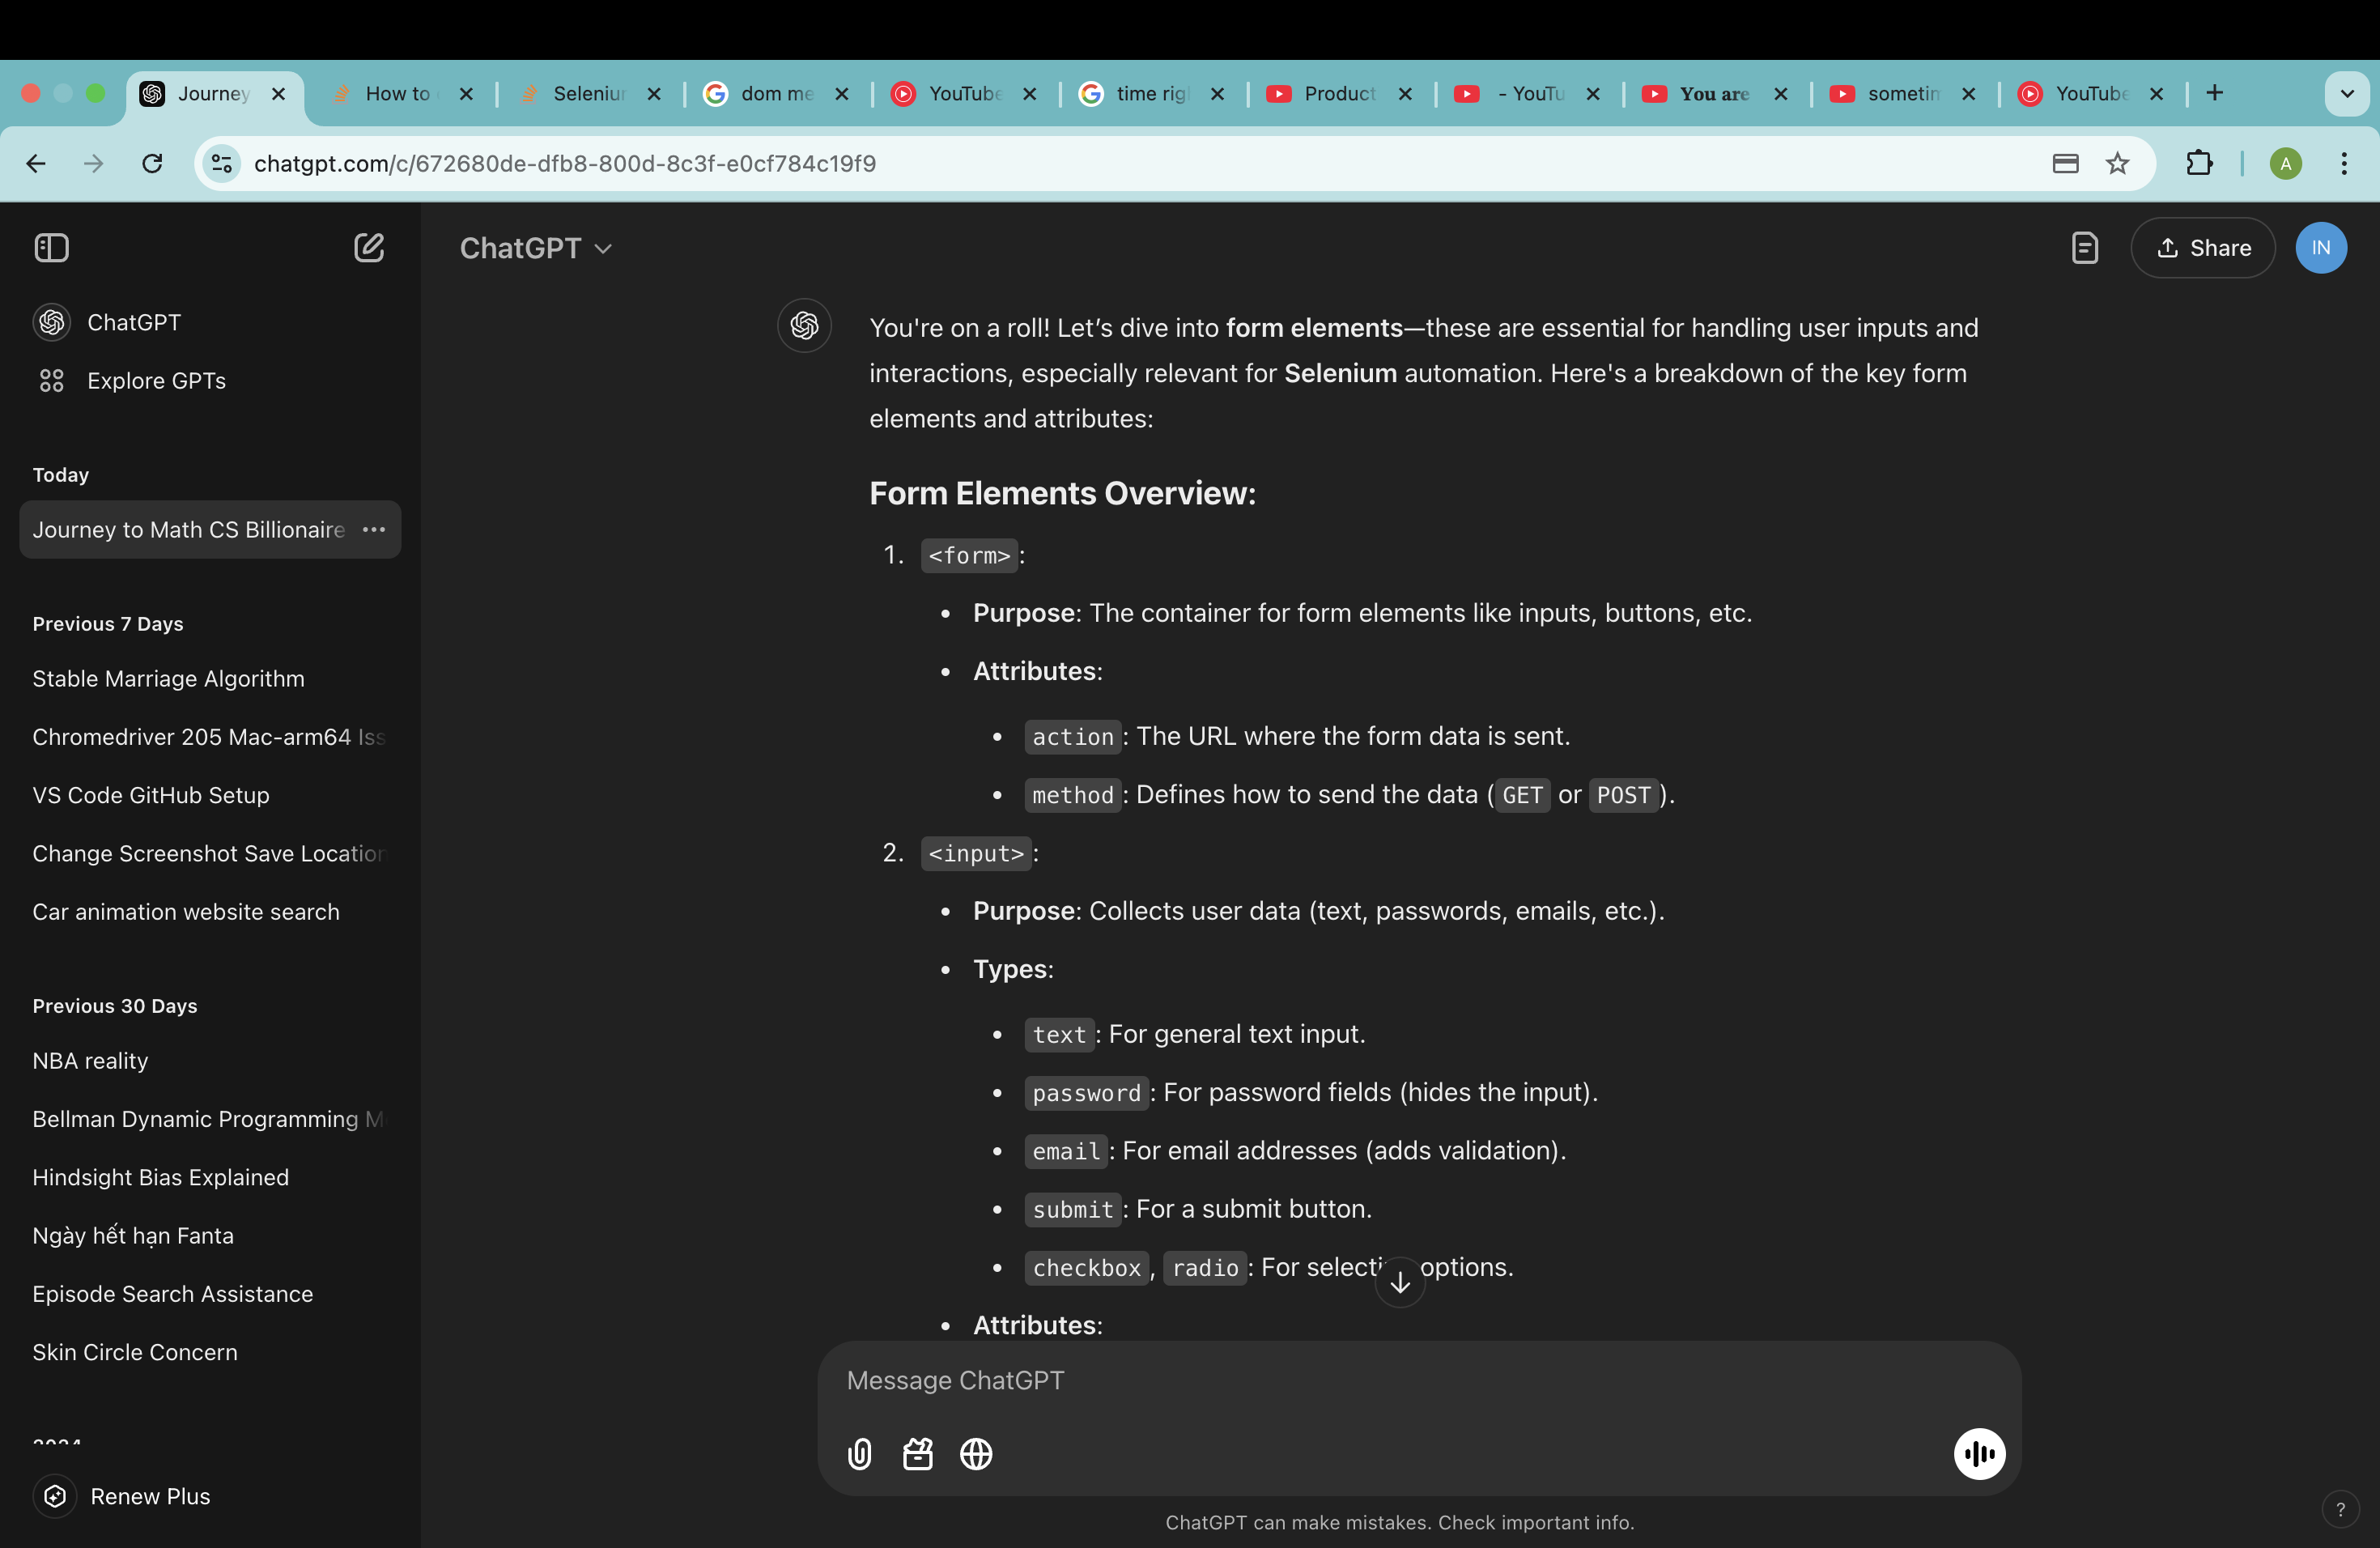 Journey
How to
Seleniur
dom me
YouTube
time rig
Product
- YouTu
You are
sometin
YouTube
chatgpt.com/c/672680de-dfb8-800d-8c3f-e0cf784c19f9
A
ChatGPT
Share
IN
ChatGPT
Explore GPTs
Today
Journey to Math CS Billionaire
Previous 7 Days
Stable Marriage Algorithm
Chromedriver 205 Mac-arm64 Iss
VS Code GitHub Setup
Change Screenshot Save Location
Car animation website search
Previous 30 Days
NBA reality
Bellman Dynamic Programming M
Hindsight Bias Explained
Ngày hết hạn Fanta
Episode Search Assistance
Skin Circle Concern
Renew Plus
You're on a roll! Let’s dive into form elements—these are essential for handling user inputs and
interactions, especially relevant for Selenium automation. Here's a breakdown of the key form
elements and attributes:
Form Elements Overview:
1. <form>:
• Purpose: The container for form elements like inputs, buttons, etc.
• Attributes:
• action: The URL where the form data is sent.
• method: Defines how to send the data (GET or POST).
2. <input>:
• Purpose: Collects user data (text, passwords, emails, etc.).
• Types:
• text: For general text input.
• password: For password fields (hides the input).
• email: For email addresses (adds validation).
• submit: For a submit button.
• checkbox, radio: For options.
• Attributes:
Message ChatGPT
ChatGPT can make mistakes. Check important info.
?